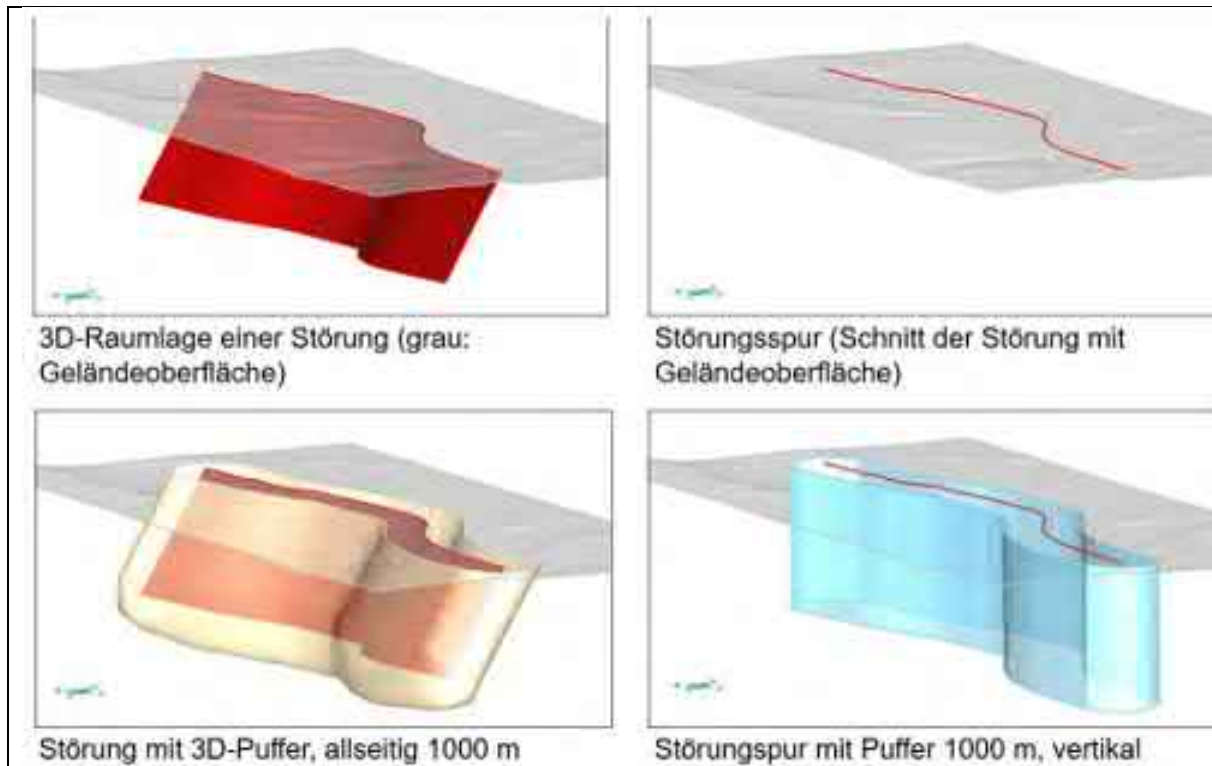 3D-Raumlage einer Störung (grau:
Geländeoberfläche)
Störungsspur (Schnitt der Störung mit
Geländeoberfläche)
Störung mit 3D-Puffer, allseitig 1000 m
Störungspur mit Puffer 1000 m, vertikal